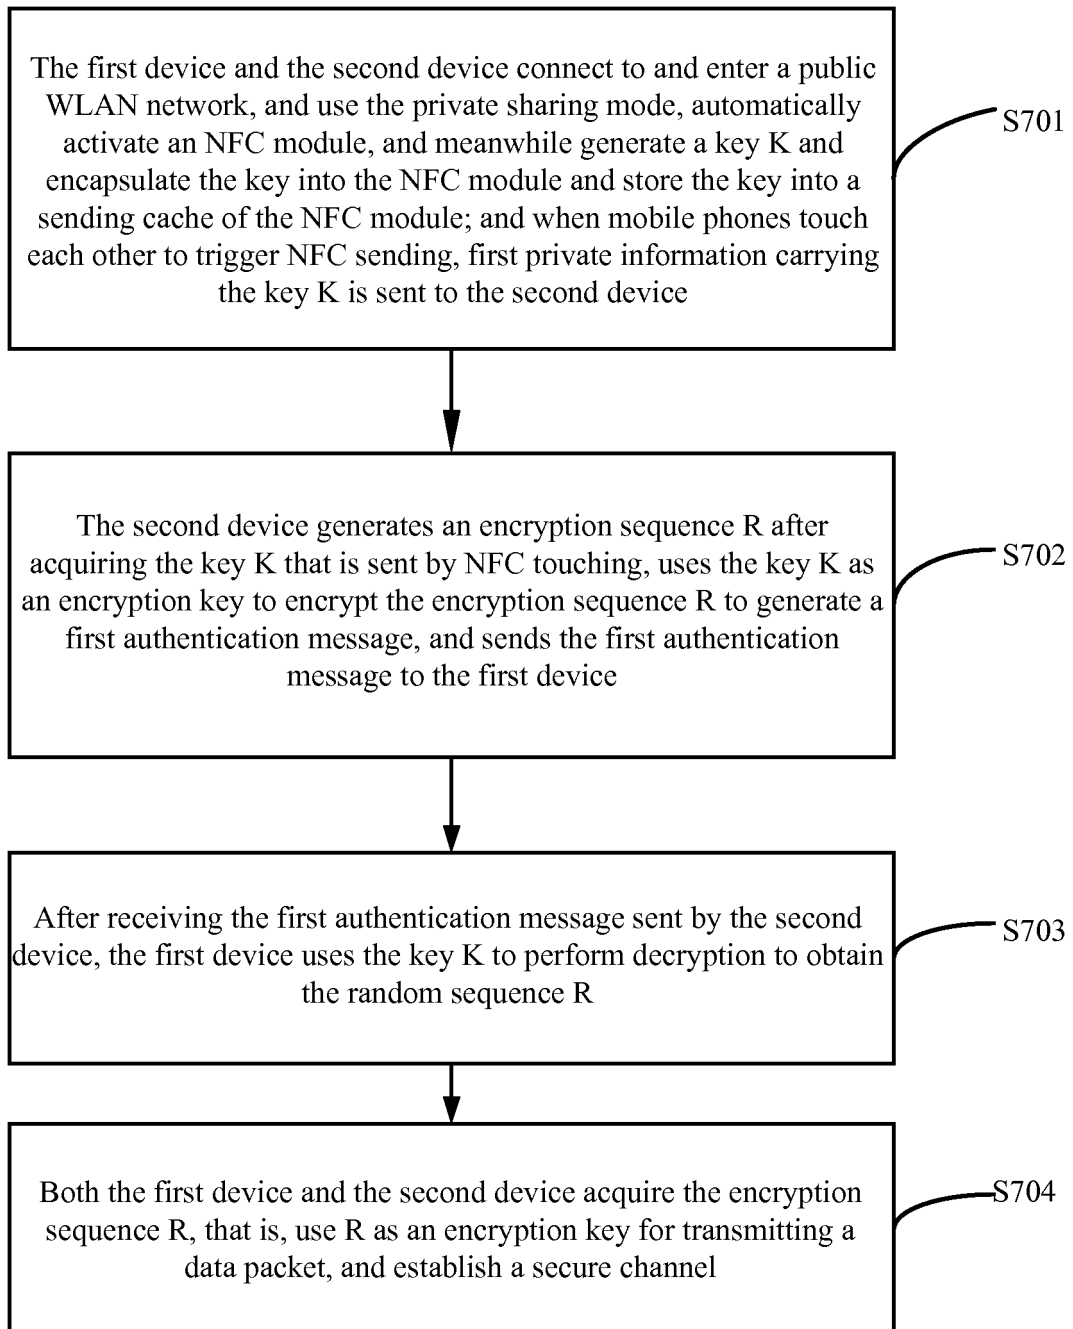 The first device and the second device connect to and enter a public
WLAN network, and use the private sharing mode, automatically
activate an NFC module, and meanwhile generate a key K and
encapsulate the key into the NFC module and store the key into a
sending cache of the NFC module; and when mobile phones touch
each other to trigger NFC sending, first private information carrying
the key K is sent to the second device
S701
The second device generates an encryption sequence R after
acquiring the key K that is sent by NFC touching, uses the key K as
an encryption key to encrypt the encryption sequence R to generate a
first authentication message, and sends the first authentication
message to the first device
S702
After receiving the first authentication message sent by the second
device, the first device uses the key K to perform decryption to obtain
the random sequence R
S703
Both the first device and the second device acquire the encryption
sequence R, that is, use R as an encryption key for transmitting a
data packet, and establish a secure channel
S704